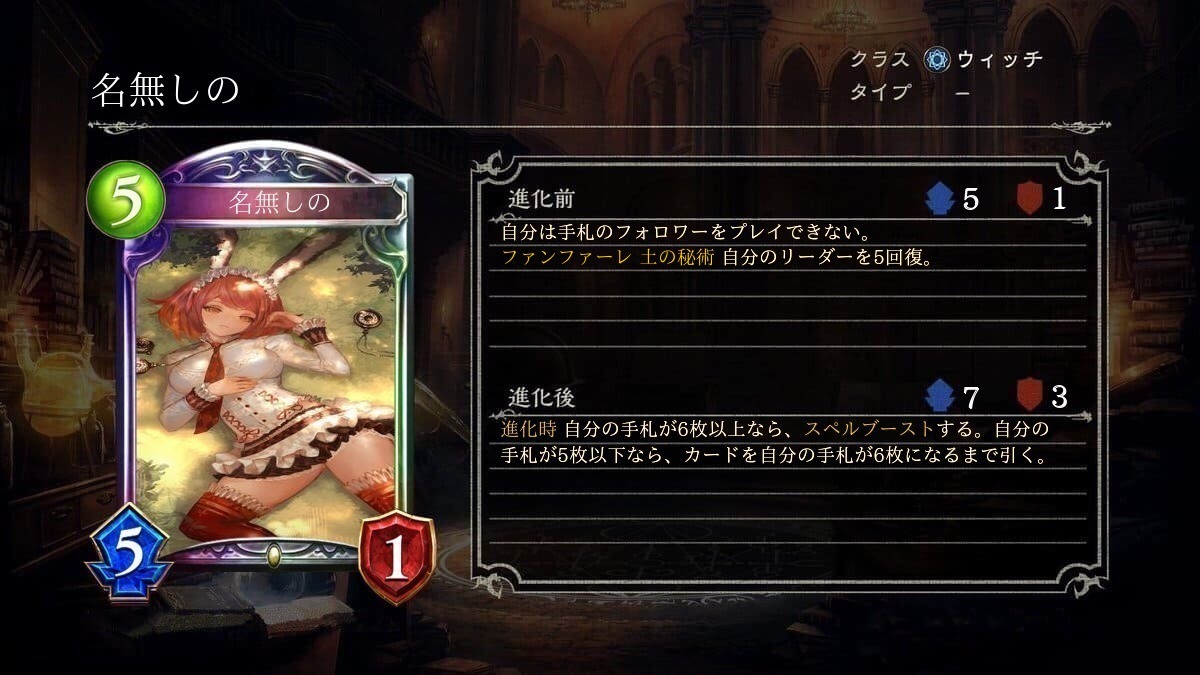 名無しの
クラス ウィッチ
タイプ ー
5
名無しの
5
1
進化前 5 1
自分は手札のフォロワーをプレイできない。
ファンファーレ 土の秘術 自分のリーダーを5回復。
進化後 7 3
進化時 自分の手札が6枚以上なら、スペルブーストする。自分の
手札が5枚以下なら、カードを自分の手札が6枚になるまで引く。